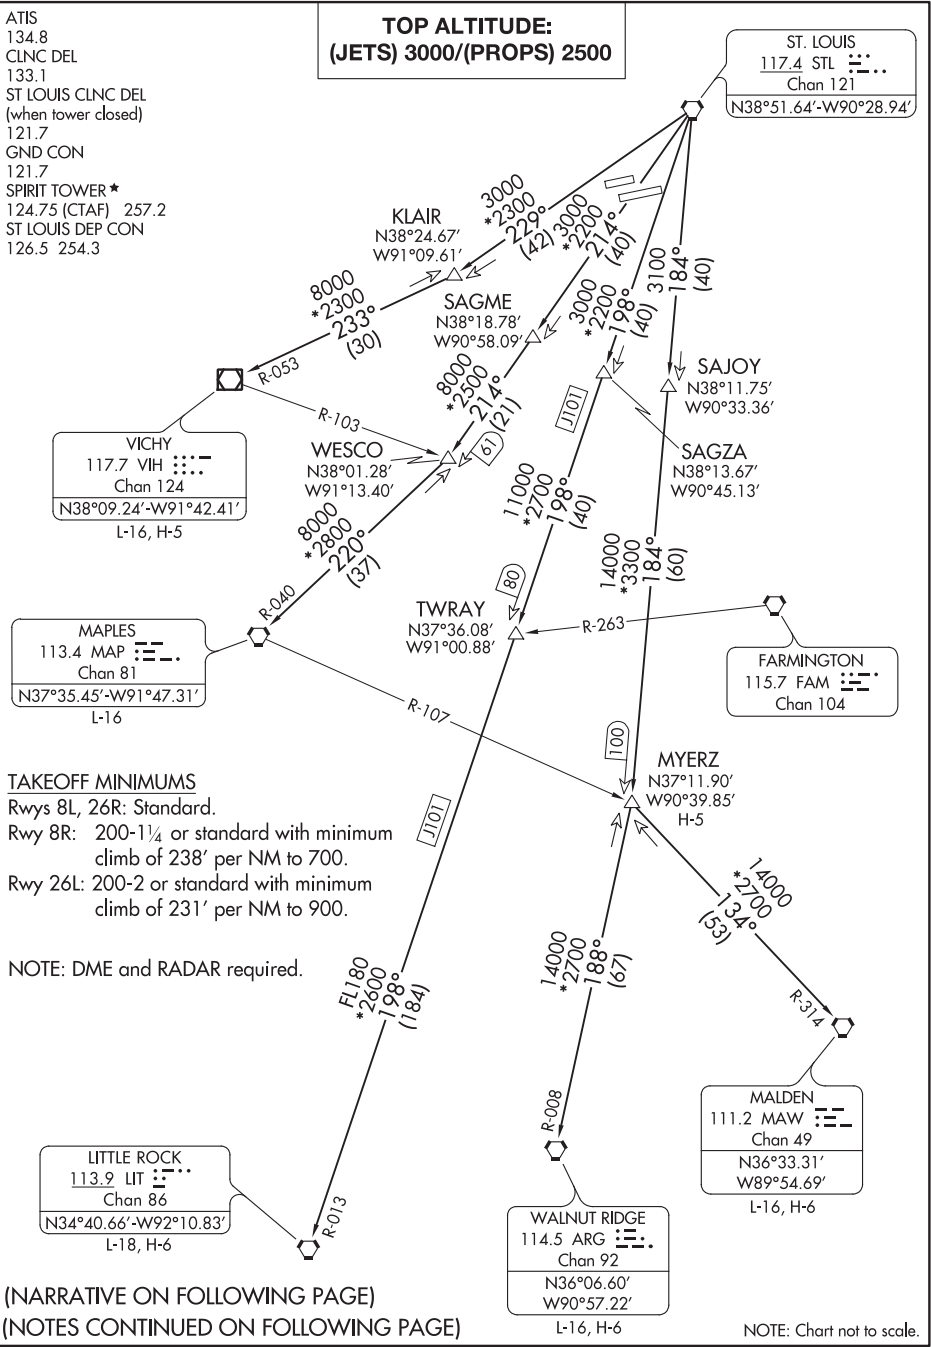 ATIS
134.8
CLNC DEL
133.1
ST LOUIS CLNC DEL
(when tower closed)
121.7
GND CON
121.7
SPIRIT TOWER★
124.75 (CTAF) 257.2
ST LOUIS DEP CON
126.5 254.3
TOP ALTITUDE:
(JETS) 3000/(PROPS) 2500
ST. LOUIS
117.4 STL
Chan 121
N38°51.64'-W90°28.94'
KLAIR
N38°24.67'
W91°09.61'
3000
*2300
229°
(42)
3000
*2200
214°
(40)
3000
*2200
198°
(40)
3100
184°
(40)
8000
*2300
233°
(30)
R-053
SAGME
N38°18.78'
W90°58.09'
8000
*2500
214°
(21)
J101
SAJOY
N38°11.75'
W90°33.36'
SAGZA
N38°13.67'
W90°45.13'
VICHY
117.7 VIH
Chan 124
N38°09.24'-W91°42.41'
L-16, H-5
R-103
WESCO
N38°01.28'
W91°13.40'
61
8000
*2800
220°
(37)
R-040
11000
*2700
198°
(40)
14000
*3300
184°
(60)
80
TWRAY
N37°36.08'
W91°00.88'
R-263
FARMINGTON
115.7 FAM
Chan 104
MAPLES
113.4 MAP
Chan 81
N37°35.45'-W91°47.31'
L-16
R-107
100
MYERZ
N37°11.90'
W90°39.85'
H-5
TAKEOFF MINIMUMS
Rwys 8L, 26R: Standard.
Rwy 8R: 200-1¼ or standard with minimum
climb of 238' per NM to 700.
Rwy 26L: 200-2 or standard with minimum
climb of 231' per NM to 900.
NOTE: DME and RADAR required.
J101
FL180
*2600
198°
(184)
14000
*2700
188°
(67)
14000
*2700
134°
(53)
R-314
R-008
R-013
MALDEN
111.2 MAW
Chan 49
N36°33.31'
W89°54.69'
L-16, H-6
LITTLE ROCK
113.9 LIT
Chan 86
N34°40.66'-W92°10.83'
L-18, H-6
WALNUT RIDGE
114.5 ARG
Chan 92
N36°06.60'
W90°57.22'
L-16, H-6
(NARRATIVE ON FOLLOWING PAGE)
(NOTES CONTINUED ON FOLLOWING PAGE)
NOTE: Chart not to scale.